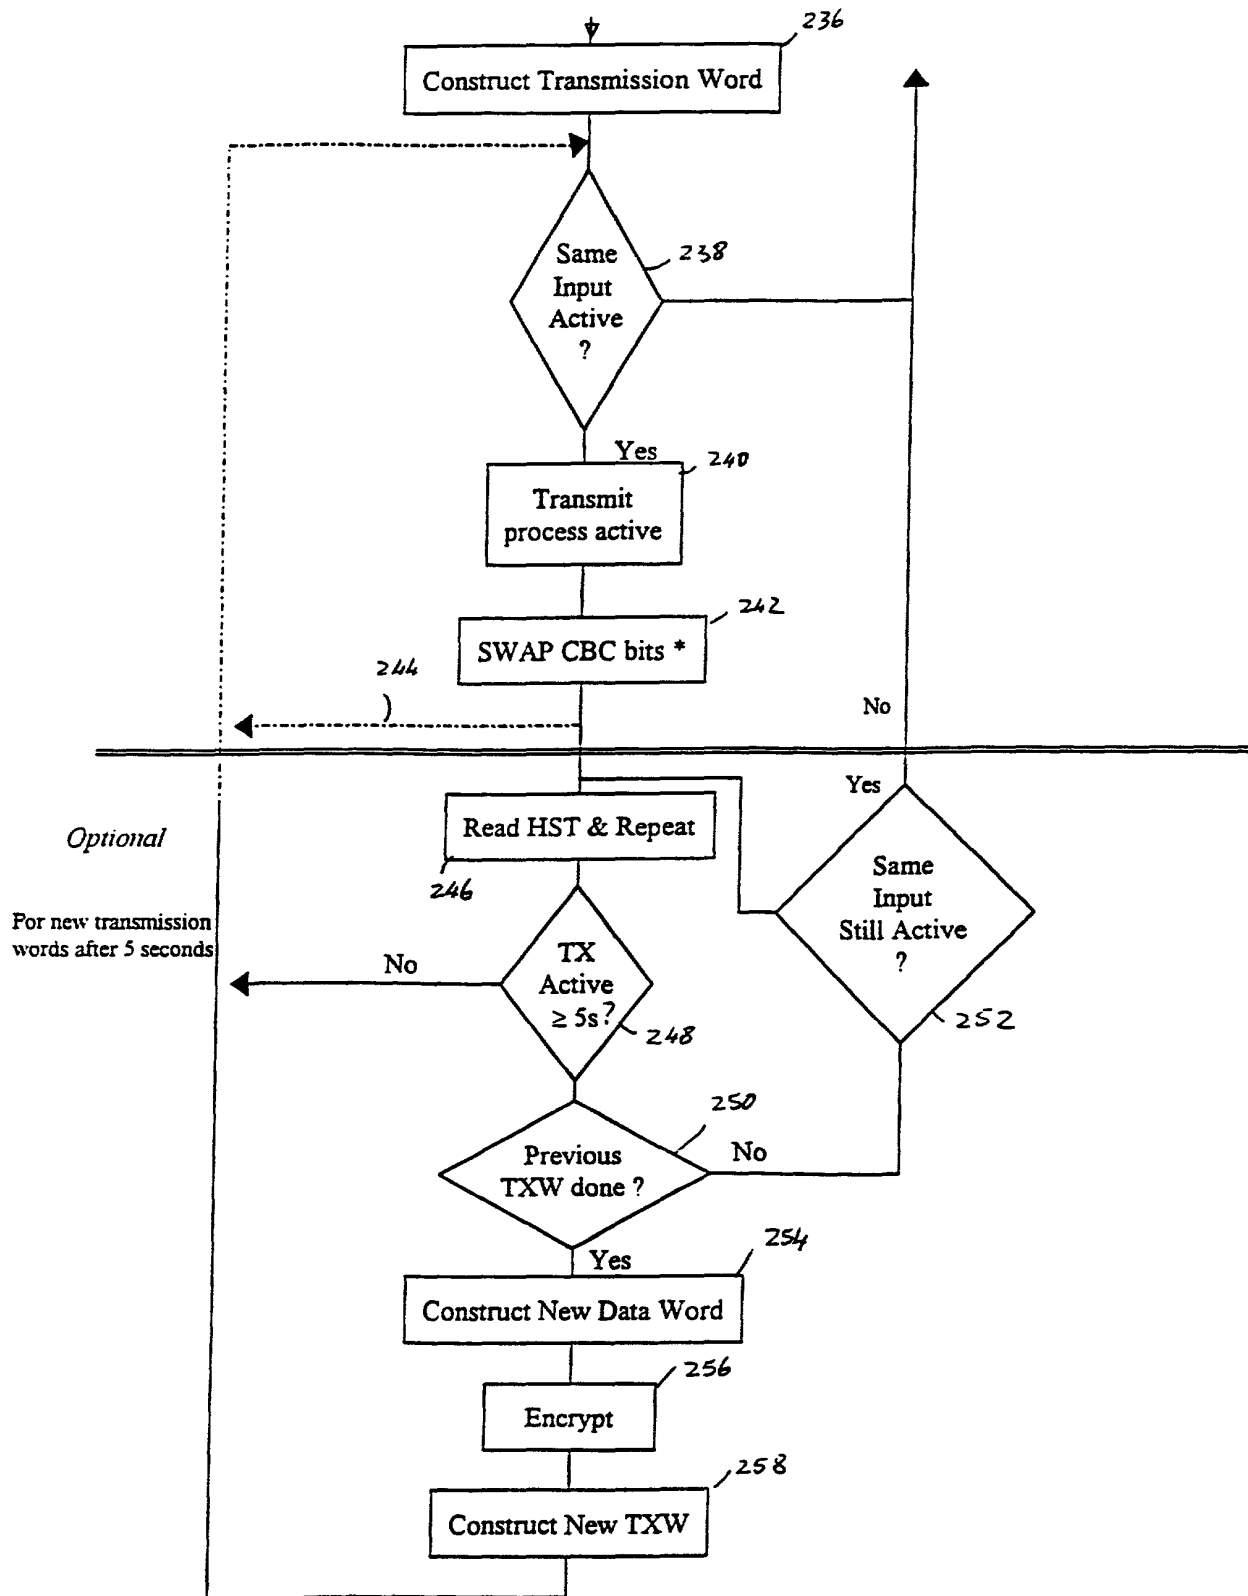 236
Construct Transmission Word
Same
Input
Active
?
238
Yes
240
Transmit
process active
242
SWAP CBC bits *
244
No
Yes
Optional
Read HST & Repeat
246
Same
Input
Still Active
?
252
For new transmission
words after 5 seconds
No
TX
Active
≥ 5s?
248
250
Previous
TXW done ?
No
Yes
254
Construct New Data Word
256
Encrypt
258
Construct New TXW